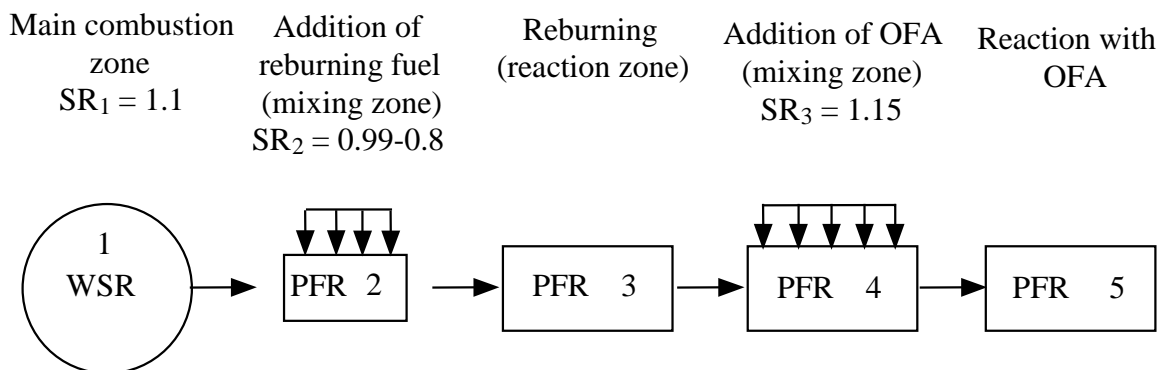 Main combustion
zone
SR1 = 1.1
Addition of
reburning fuel
(mixing zone)
SR2 = 0.99-0.8
Reburning
(reaction zone)
Addition of OFA
(mixing zone)
SR3 = 1.15
Reaction with
OFA
1
WSR
PFR 2
PFR 3
PFR 4
PFR 5